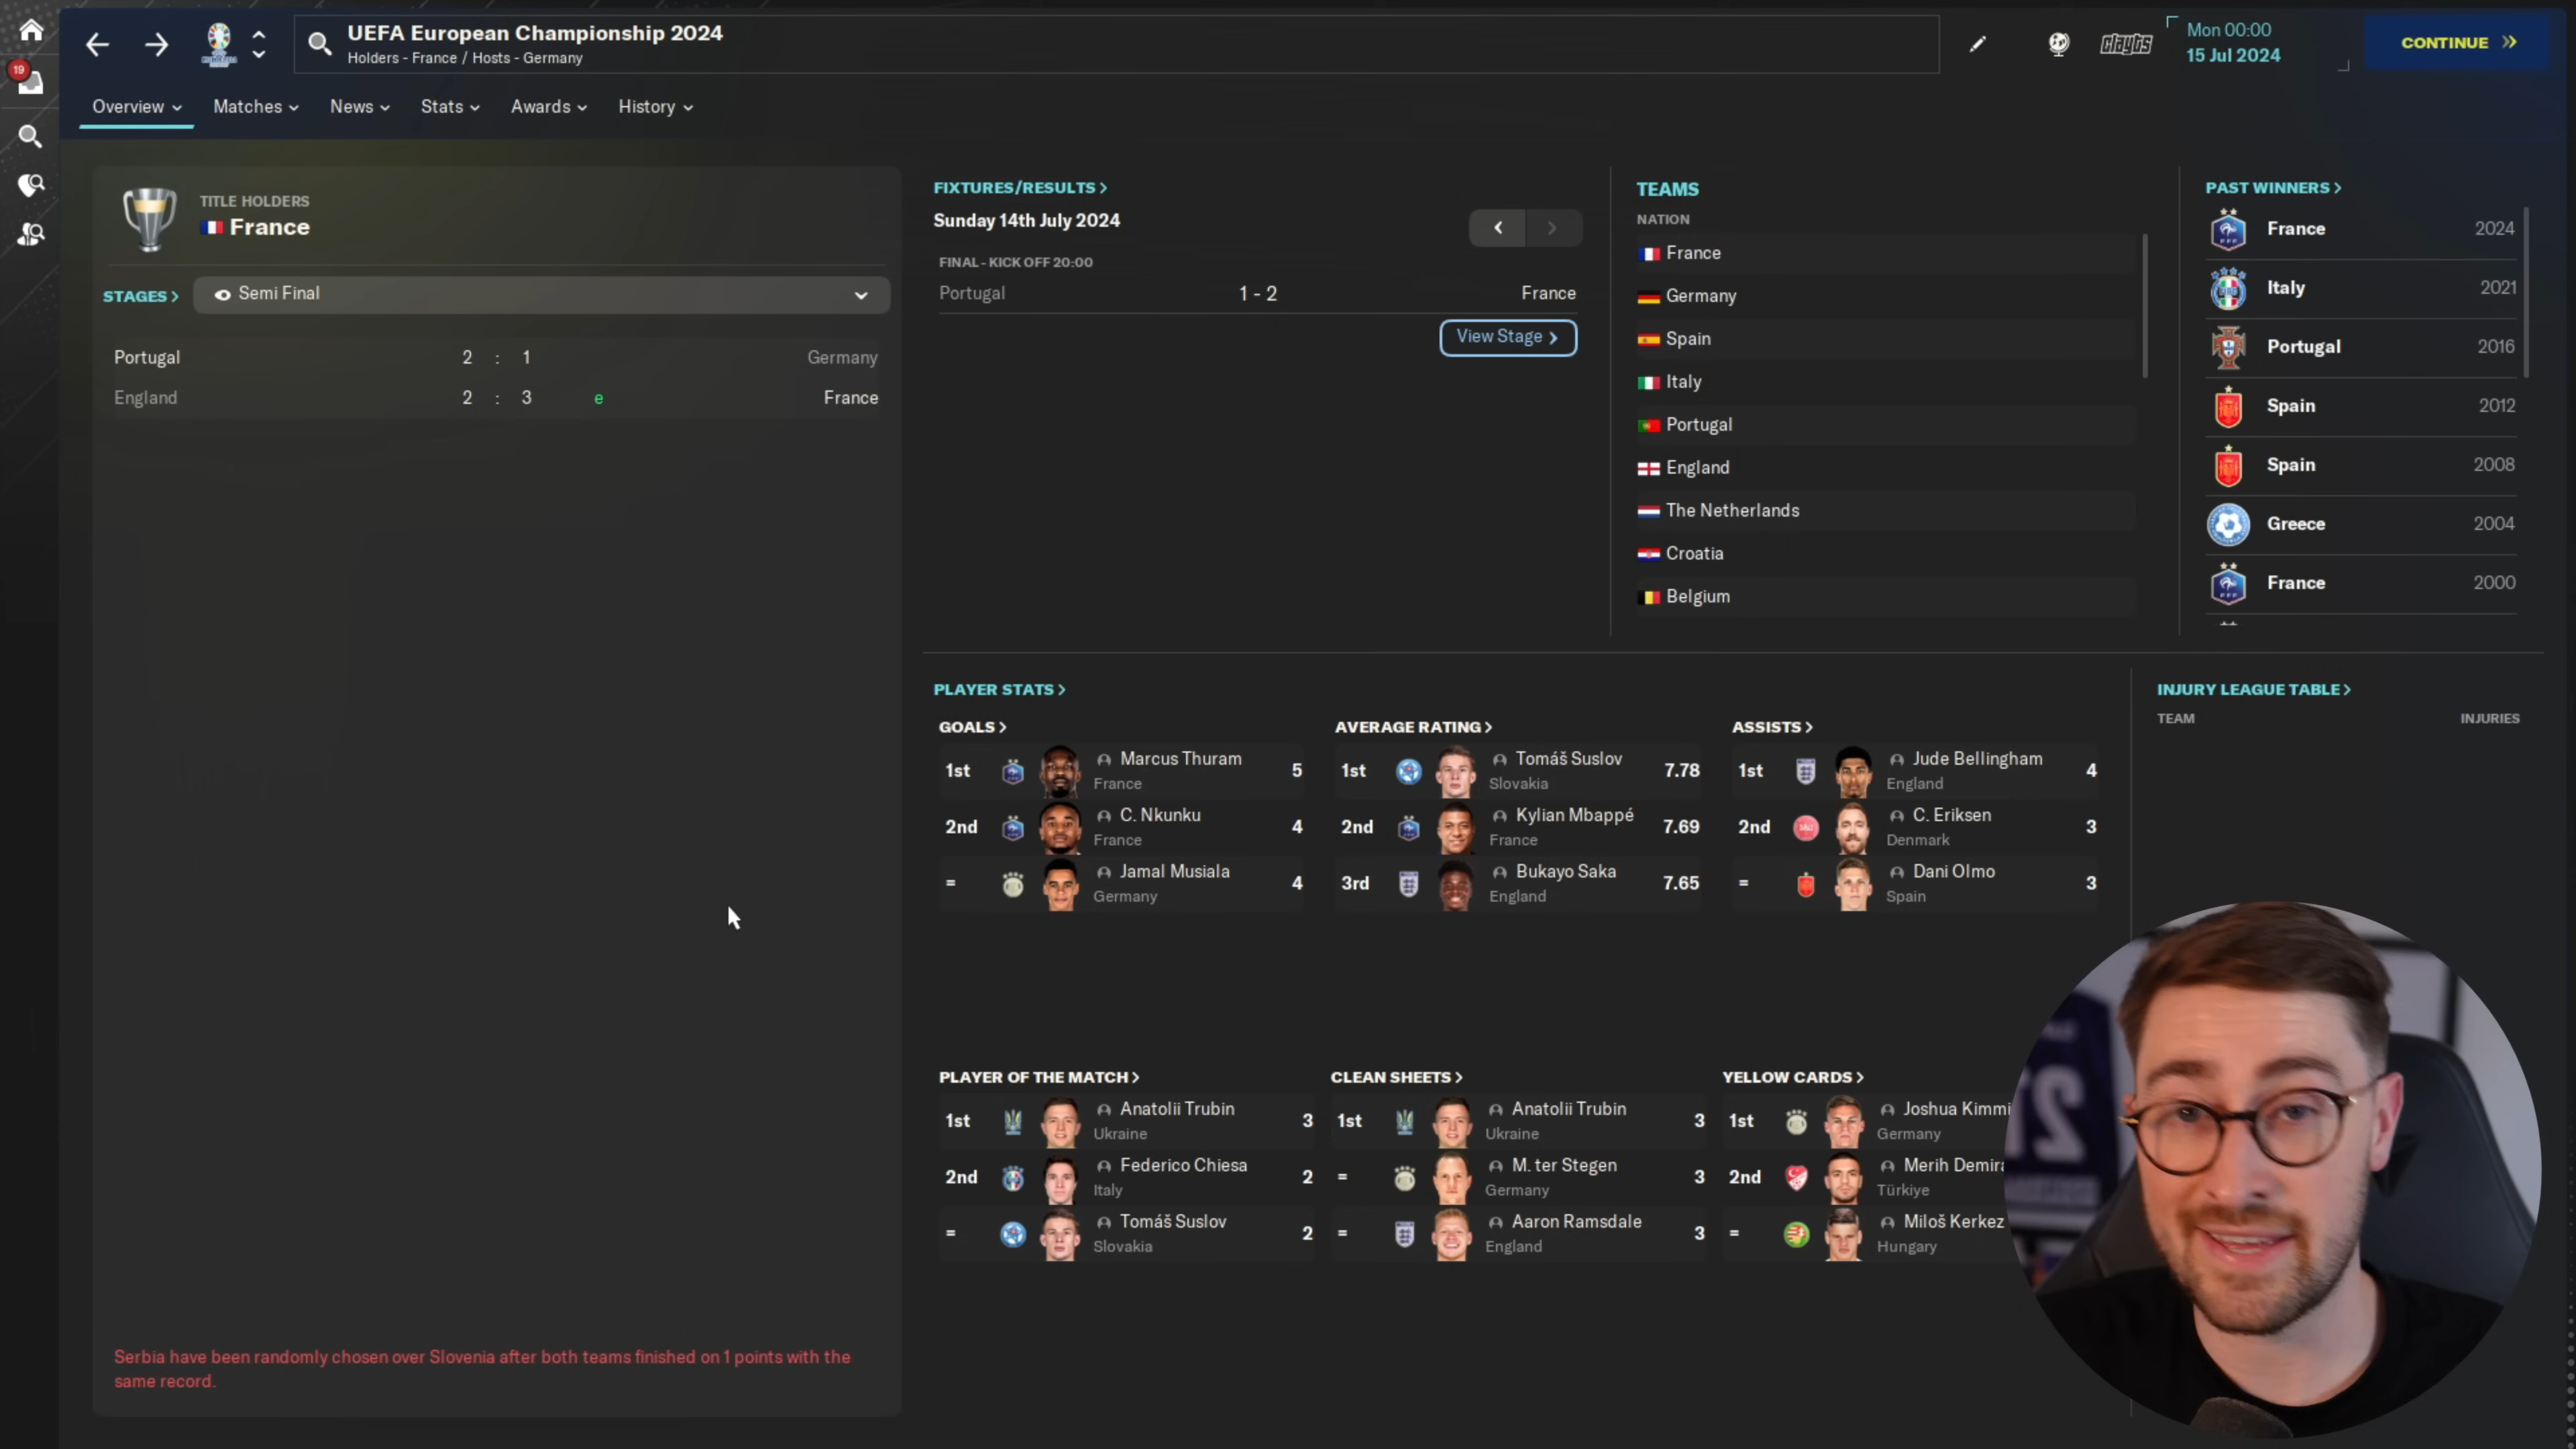 UEFA European Championship 2024
Holders - France / Hosts - Germany
clayts
Mon 00:00
15 Jul 2024
CONTINUE
19
Overview
Matches
News
Stats
Awards
History
TITLE HOLDERS
France
STAGES
Semi Final
Portugal 2 : 1 Germany
England 2 : 3 e France
Serbia have been randomly chosen over Slovenia after both teams finished on 1 points with the
same record.
FIXTURES/RESULTS
Sunday 14th July 2024
FINAL - KICK OFF 20:00
Portugal 1 - 2 France
View Stage
TEAMS
NATION
France
Germany
Spain
Italy
Portugal
England
The Netherlands
Croatia
Belgium
PAST WINNERS
France 2024
Italy 2021
Portugal 2016
Spain 2012
Spain 2008
Greece 2004
France 2000
PLAYER STATS
GOALS
1st Marcus Thuram 5
France
2nd C. Nkunku 4
France
= Jamal Musiala 4
Germany
AVERAGE RATING
1st Tomáš Suslov 7.78
Slovakia
2nd Kylian Mbappé 7.69
France
3rd Bukayo Saka 7.65
England
ASSISTS
1st Jude Bellingham 4
England
2nd C. Eriksen 3
Denmark
= Dani Olmo 3
Spain
INJURY LEAGUE TABLE
TEAM INJURIES
PLAYER OF THE MATCH
1st Anatolii Trubin 3
Ukraine
2nd Federico Chiesa 2
Italy
= Tomáš Suslov 2
Slovakia
CLEAN SHEETS
1st Anatolii Trubin 3
Ukraine
= M. ter Stegen 3
Germany
= Aaron Ramsdale 3
England
YELLOW CARDS
1st Joshua Kimmi
Germany
2nd Merih Demira
Türkiye
= Miloš Kerkez
Hungary